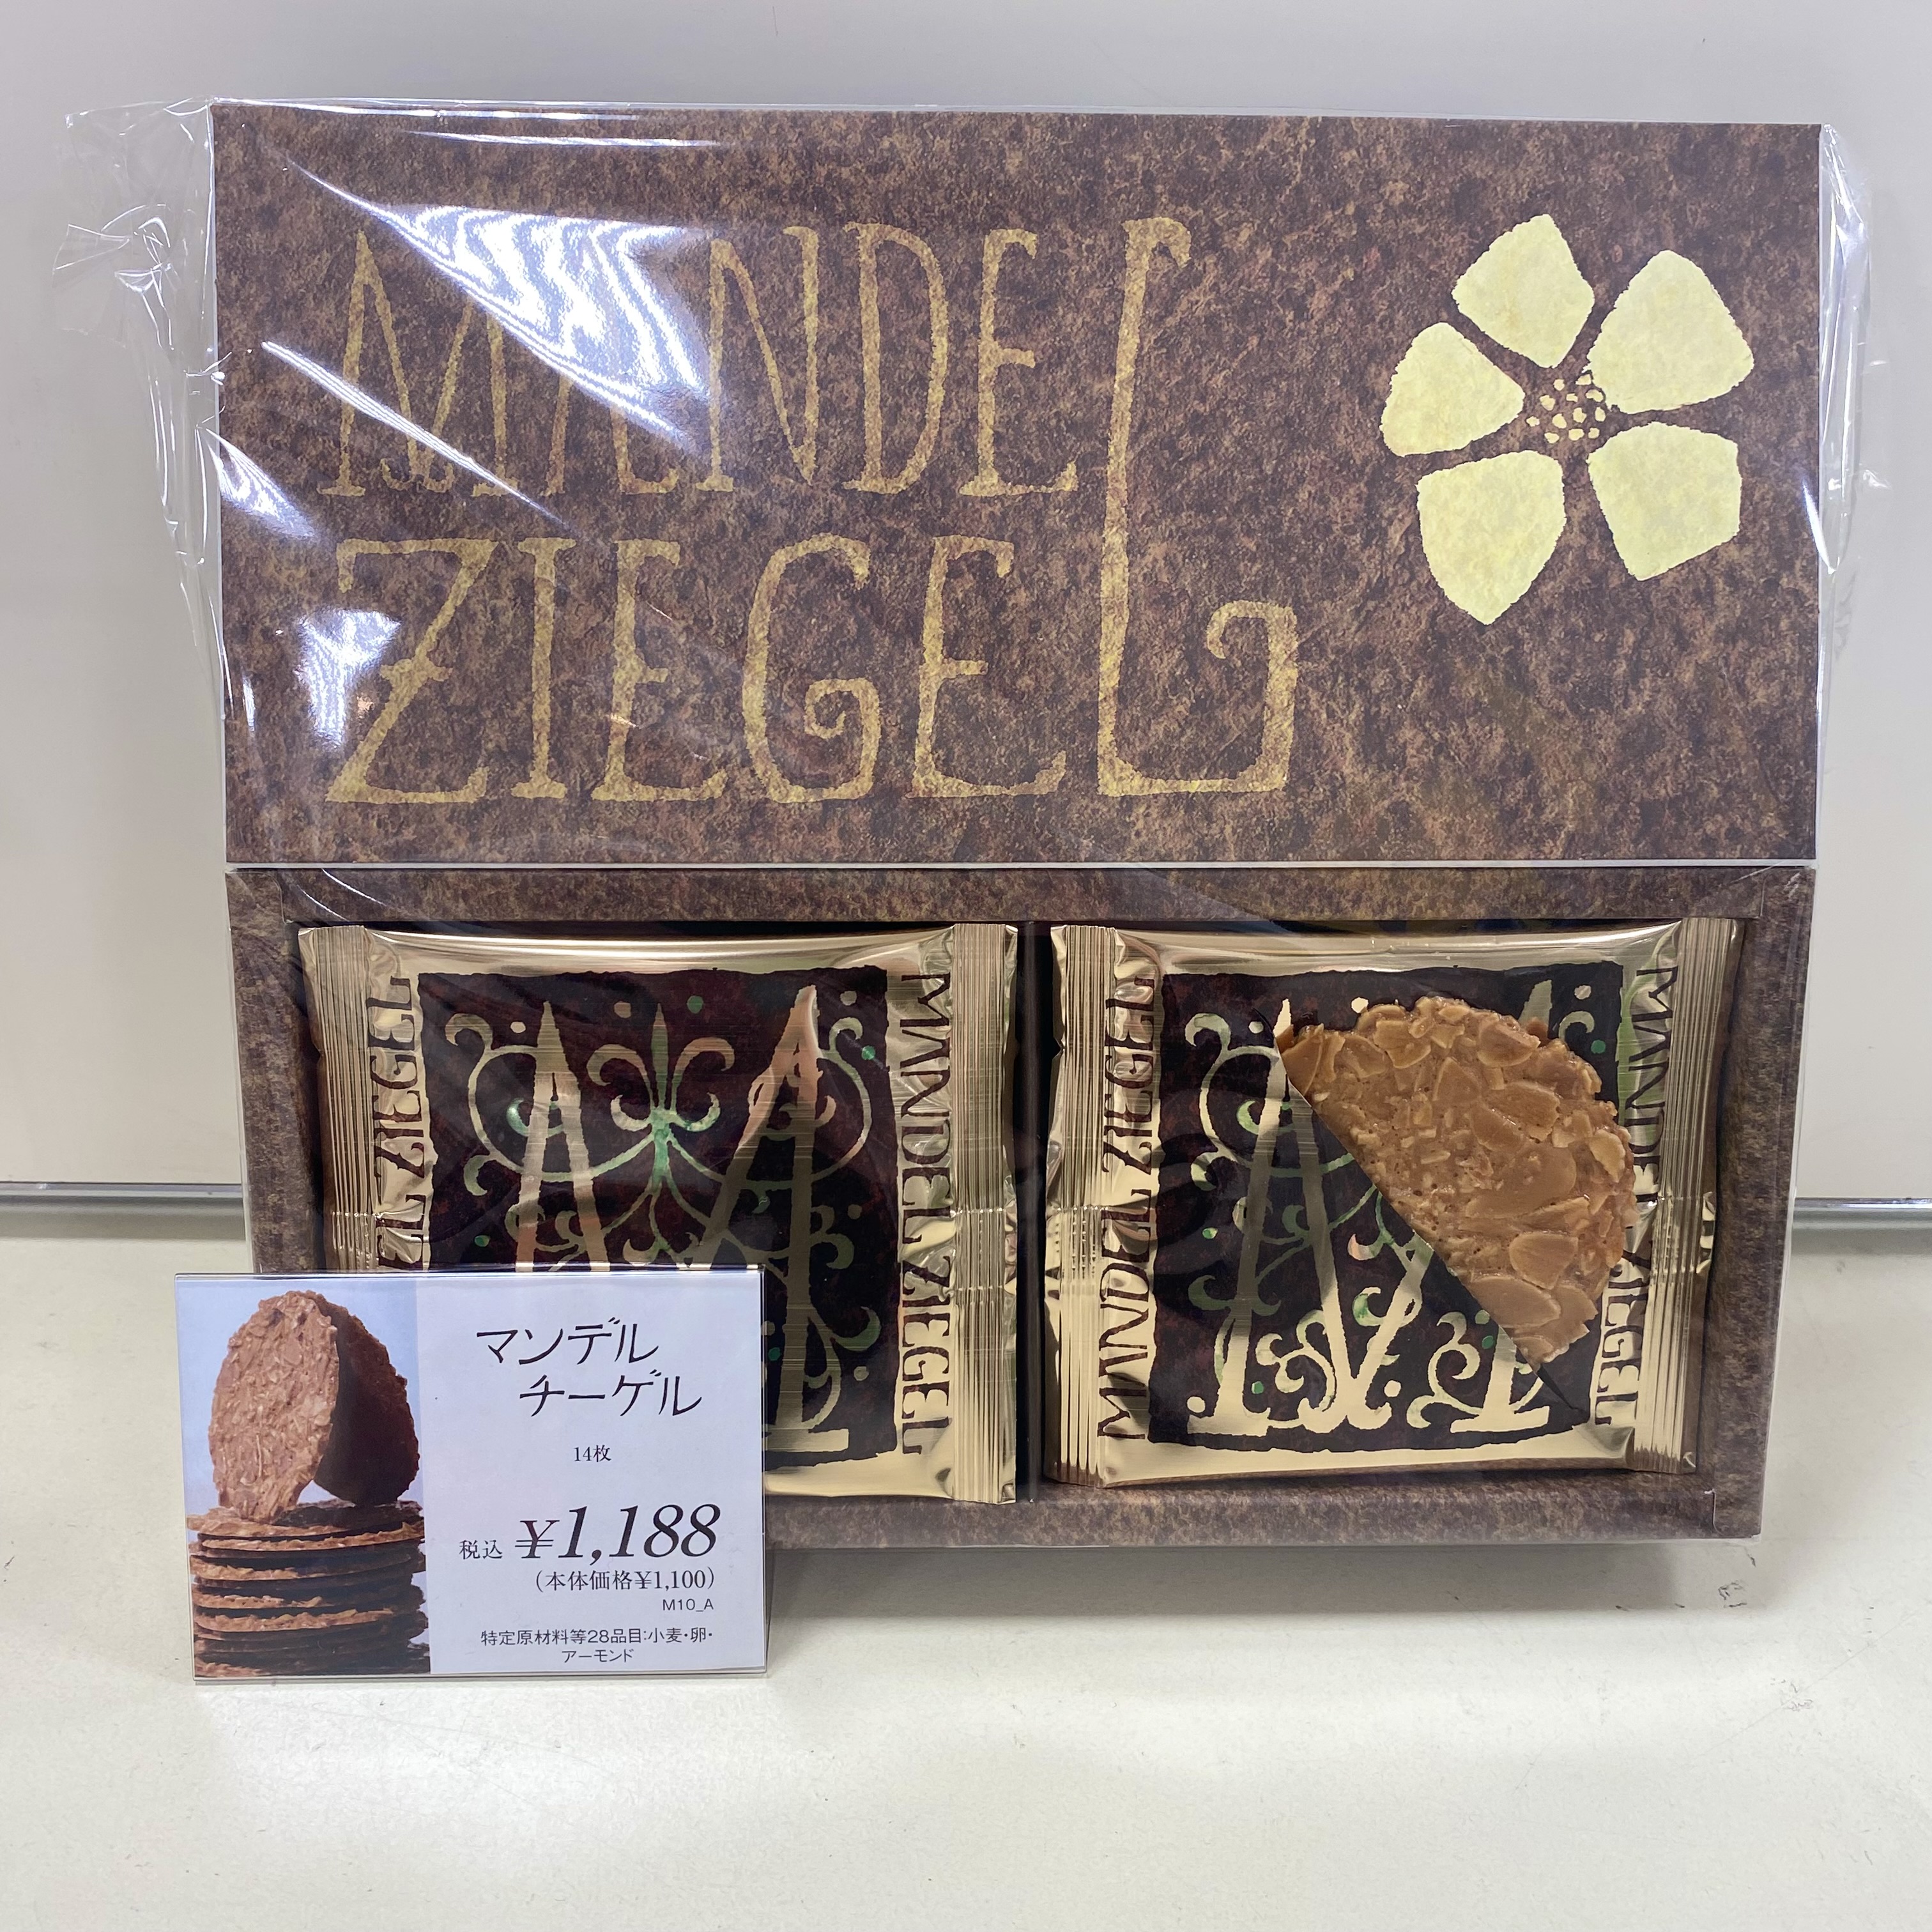 MANDEL
ZIEGEL
MANDEL ZIEGEL
MANDEL ZIEGEL
MANDEL ZIEGEL
M
マンデル
チーゲル
14枚
税込 ¥1,188
(本体価格¥1,100)
M10_A
特定原材料等28品目:小麦・卵・
アーモンド